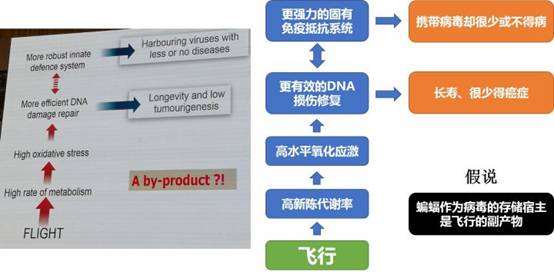 More robust innate
defence system
Harbouring viruses with
less or no diseases
More efficient DNA
damage repair
Longevity and low
tumourigenesis
High oxidative stress
A by-product ?!
High rate of metabolism
FLIGHT
更强力的固有
免疫抵抗系统
携带病毒却很少或不得病
更有效的DNA
损伤修复
长寿、很少得癌症
高水平氧化应激
高新陈代谢率
飞行
假说
蝙蝠作为病毒的存储宿主
是飞行的副产物